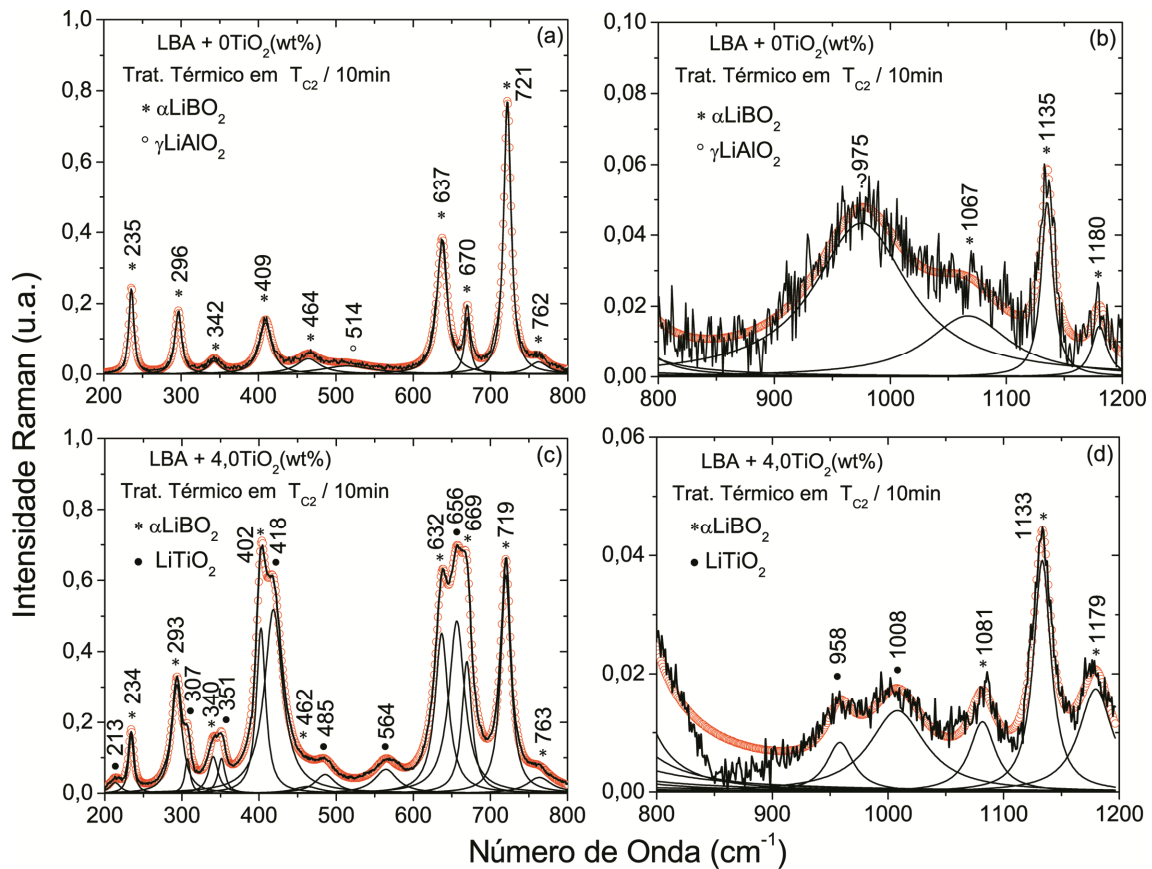 Intensidade Raman (u.a.)
1,0
0,8
0,6
0,4
0,2
0,0
LBA + 0TiO₂(wt%)
(a)
Trat. Térmico em T_C2 / 10min
* αLiBO₂
○ γLiAlO₂
* 235
* 296
* 342
* 409
* 464
○ 514
* 637
* 670
* 721
* 762
200 300 400 500 600 700 800
0,10
0,08
0,06
0,04
0,02
0,00
LBA + 0TiO₂(wt%)
(b)
Trat. Térmico em T_C2 / 10min
* αLiBO₂
○ γLiAlO₂
? 975
* 1067
* 1135
* 1180
800 900 1000 1100 1200
1,0
0,8
0,6
0,4
0,2
0,0
LBA + 4,0TiO₂(wt%)
(c)
Trat. Térmico em T_C2 / 10min
* αLiBO₂
● LiTiO₂
● 213
* 234
* 293
● 307
* 340
● 351
402 *
● 418
* 462
● 485
● 564
* 632
● 656
* 669
* 719
* 763
200 300 400 500 600 700 800
0,06
0,04
0,02
0,00
LBA + 4,0TiO₂(wt%)
(d)
Trat. Térmico em T_C2 / 10min
*αLiBO₂
● LiTiO₂
● 958
● 1008
* 1081
1133 *
* 1179
800 900 1000 1100 1200
Número de Onda (cm⁻¹)